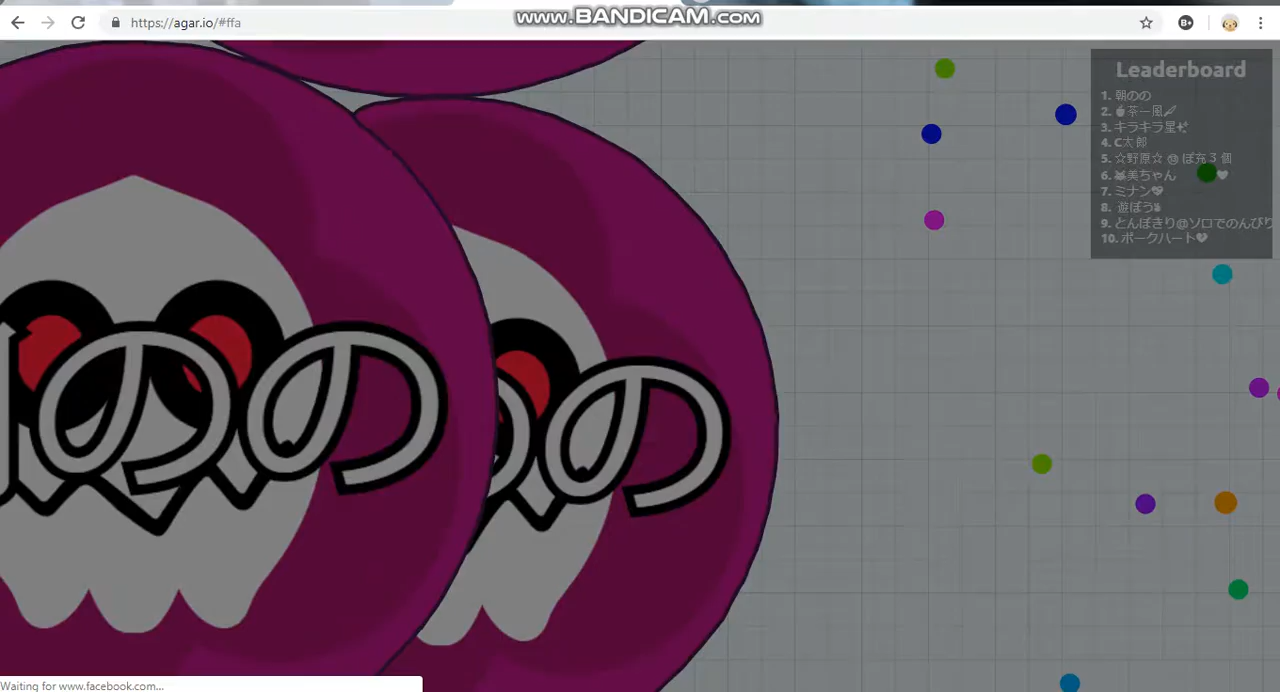 https://agar.io/#ffa
www.BANDICAM.com
Leaderboard
1. 朝のの
2. 茶一風
3. キラキラ星
4. C太郎
5. ☆野原☆ ⑬ ぽ充３個
6. 美ちゃん
7. ミナン
8. 遊ぼう
9. とんぼきり@ソロでのんびり
10. ポークハート
のの
の
Waiting for www.facebook.com...